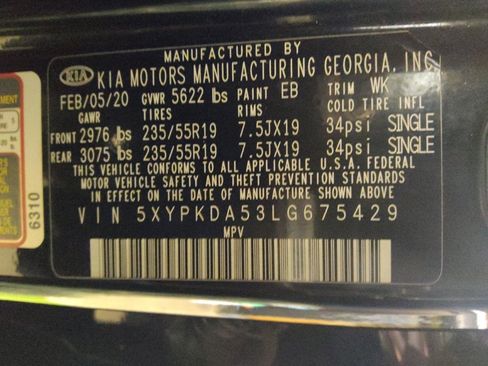 MANUFACTURED BY
KIA KIA MOTORS MANUFACTURING GEORGIA, INC.
FEB/05/20 GVWR 5622 lbs PAINT EB TRIM WK
GAWR TIRES RIMS COLD TIRE INFL
FRONT 2976 lbs 235/55R19 7.5JX19 34psi SINGLE
REAR 3075 lbs 235/55R19 7.5JX19 34psi SINGLE
THIS VEHICLE CONFORMS TO ALL APPLICABLE U.S.A. FEDERAL
MOTOR VEHICLE SAFETY AND THEFT PREVENTION STANDARDS
IN EFFECT ON THE DATE OF MANUFACTURE SHOWN ABOVE.
VIN 5XYPKDA53LG675429
MPV
6310